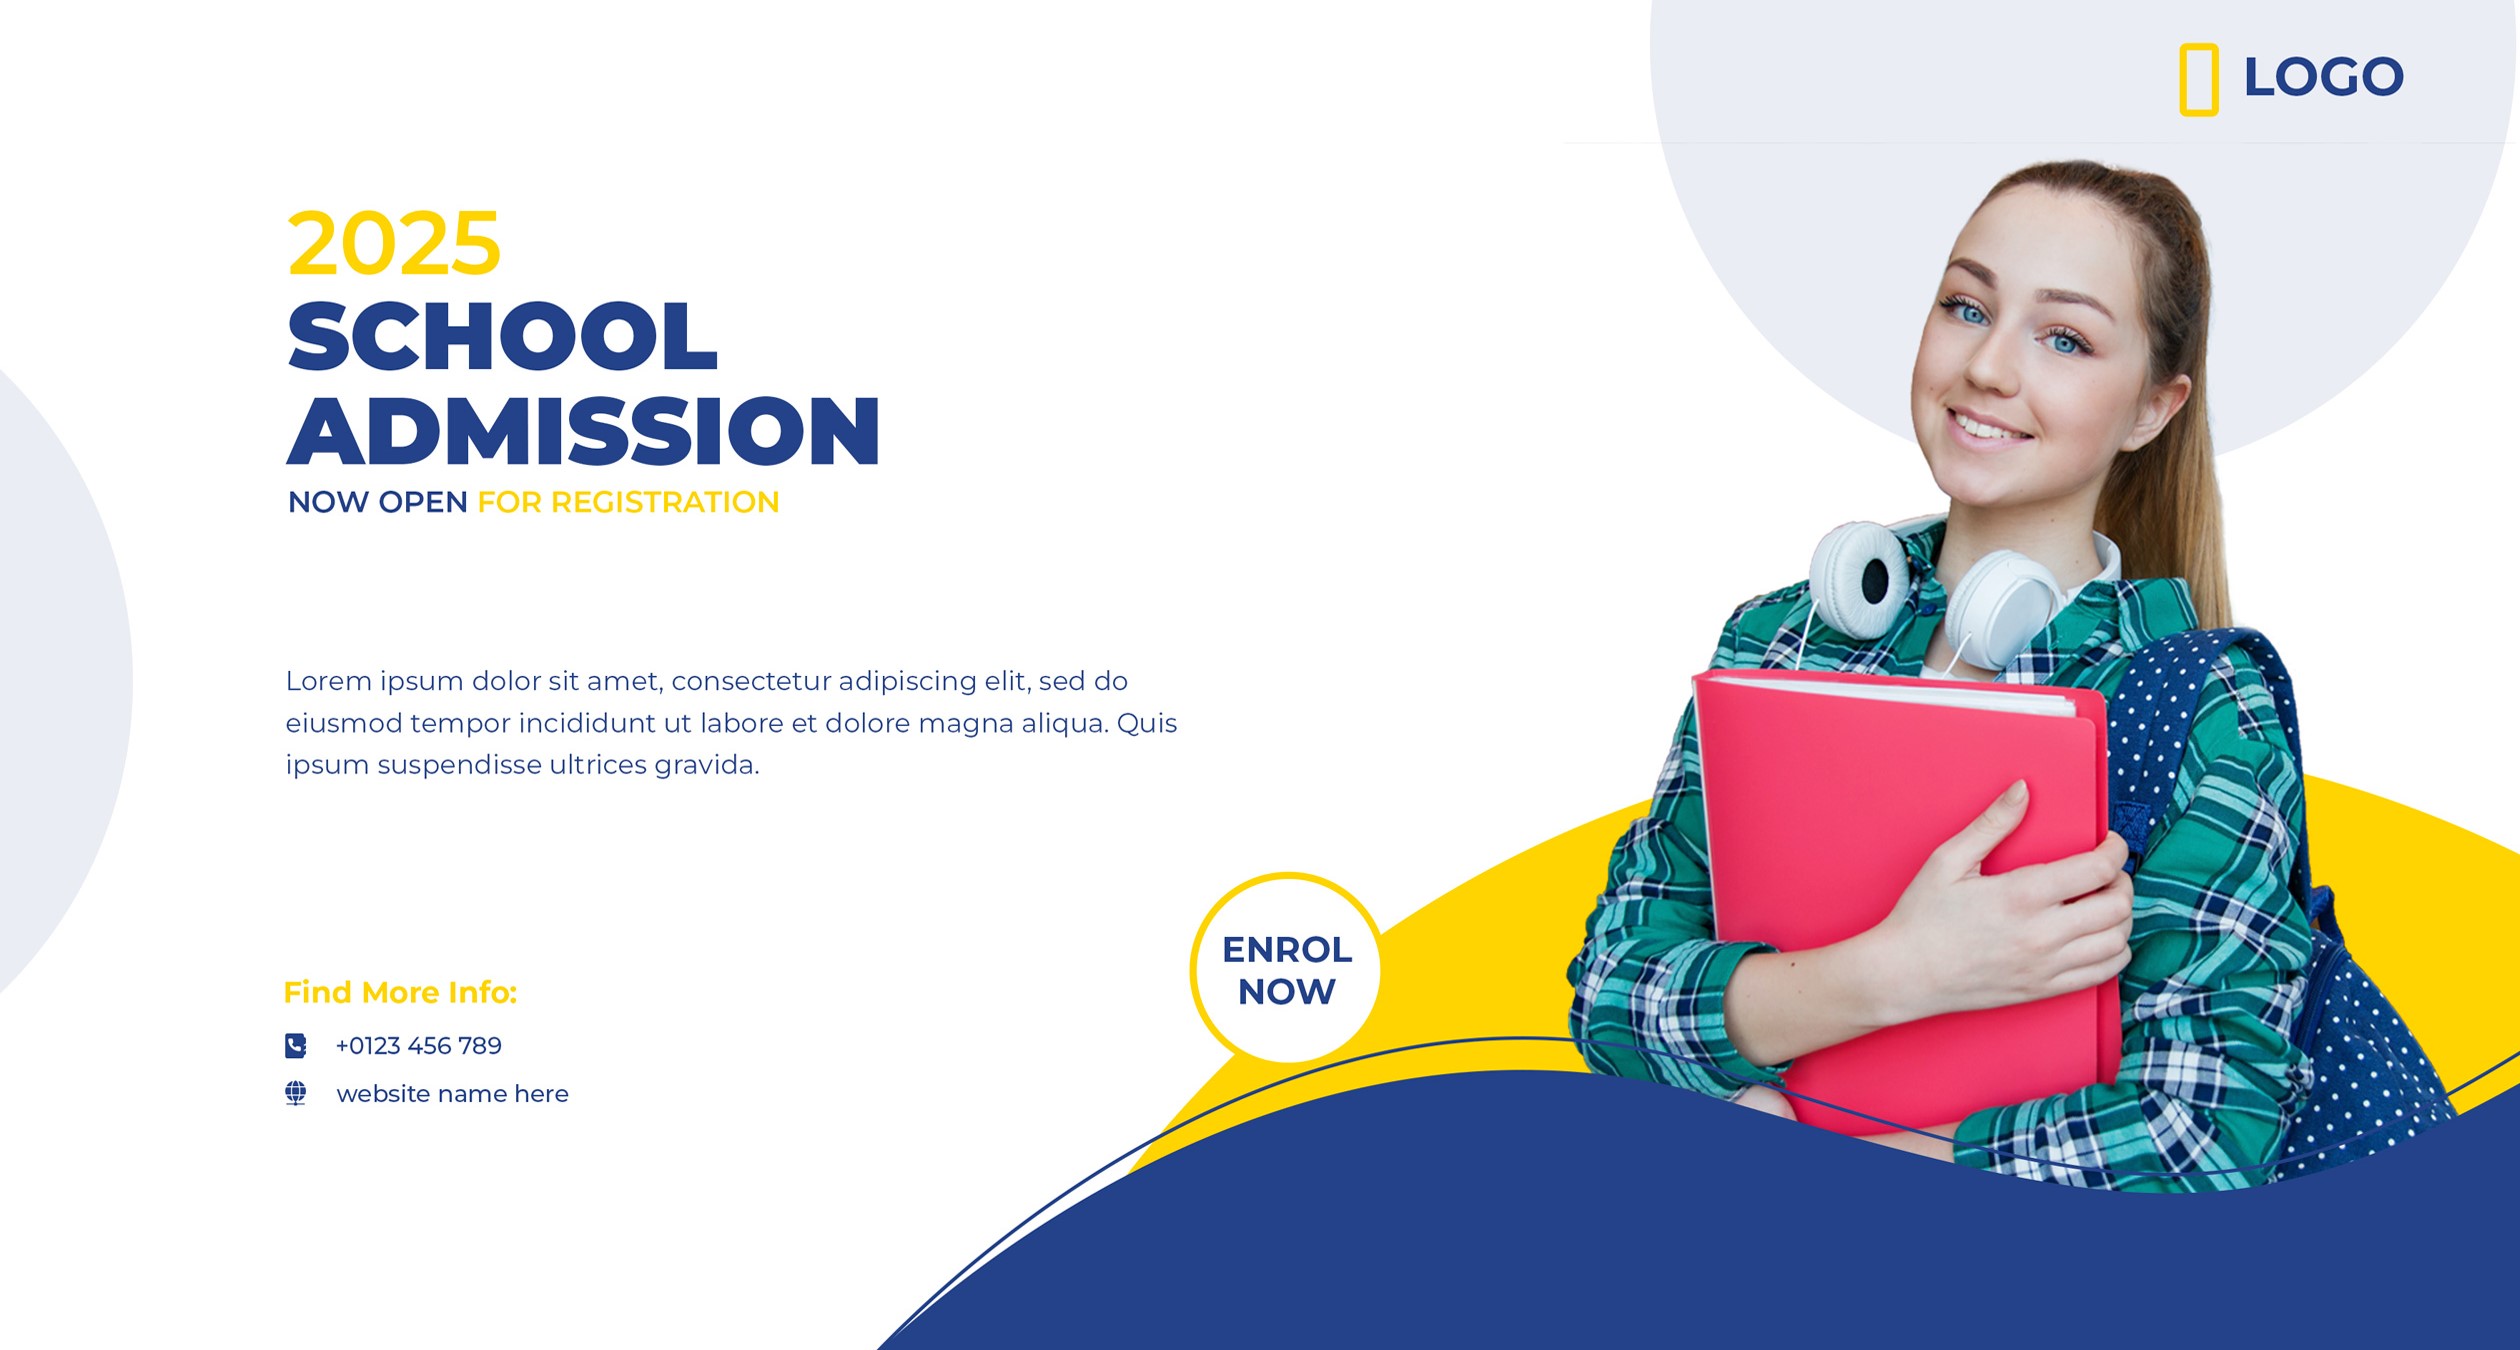 LOGO
2025
SCHOOL
ADMISSION
NOW OPEN FOR REGISTRATION
Lorem ipsum dolor sit amet, consectetur adipiscing elit, sed do
eiusmod tempor incididunt ut labore et dolore magna aliqua. Quis
ipsum suspendisse ultrices gravida.
ENROL
NOW
Find More Info:
+0123 456 789
website name here